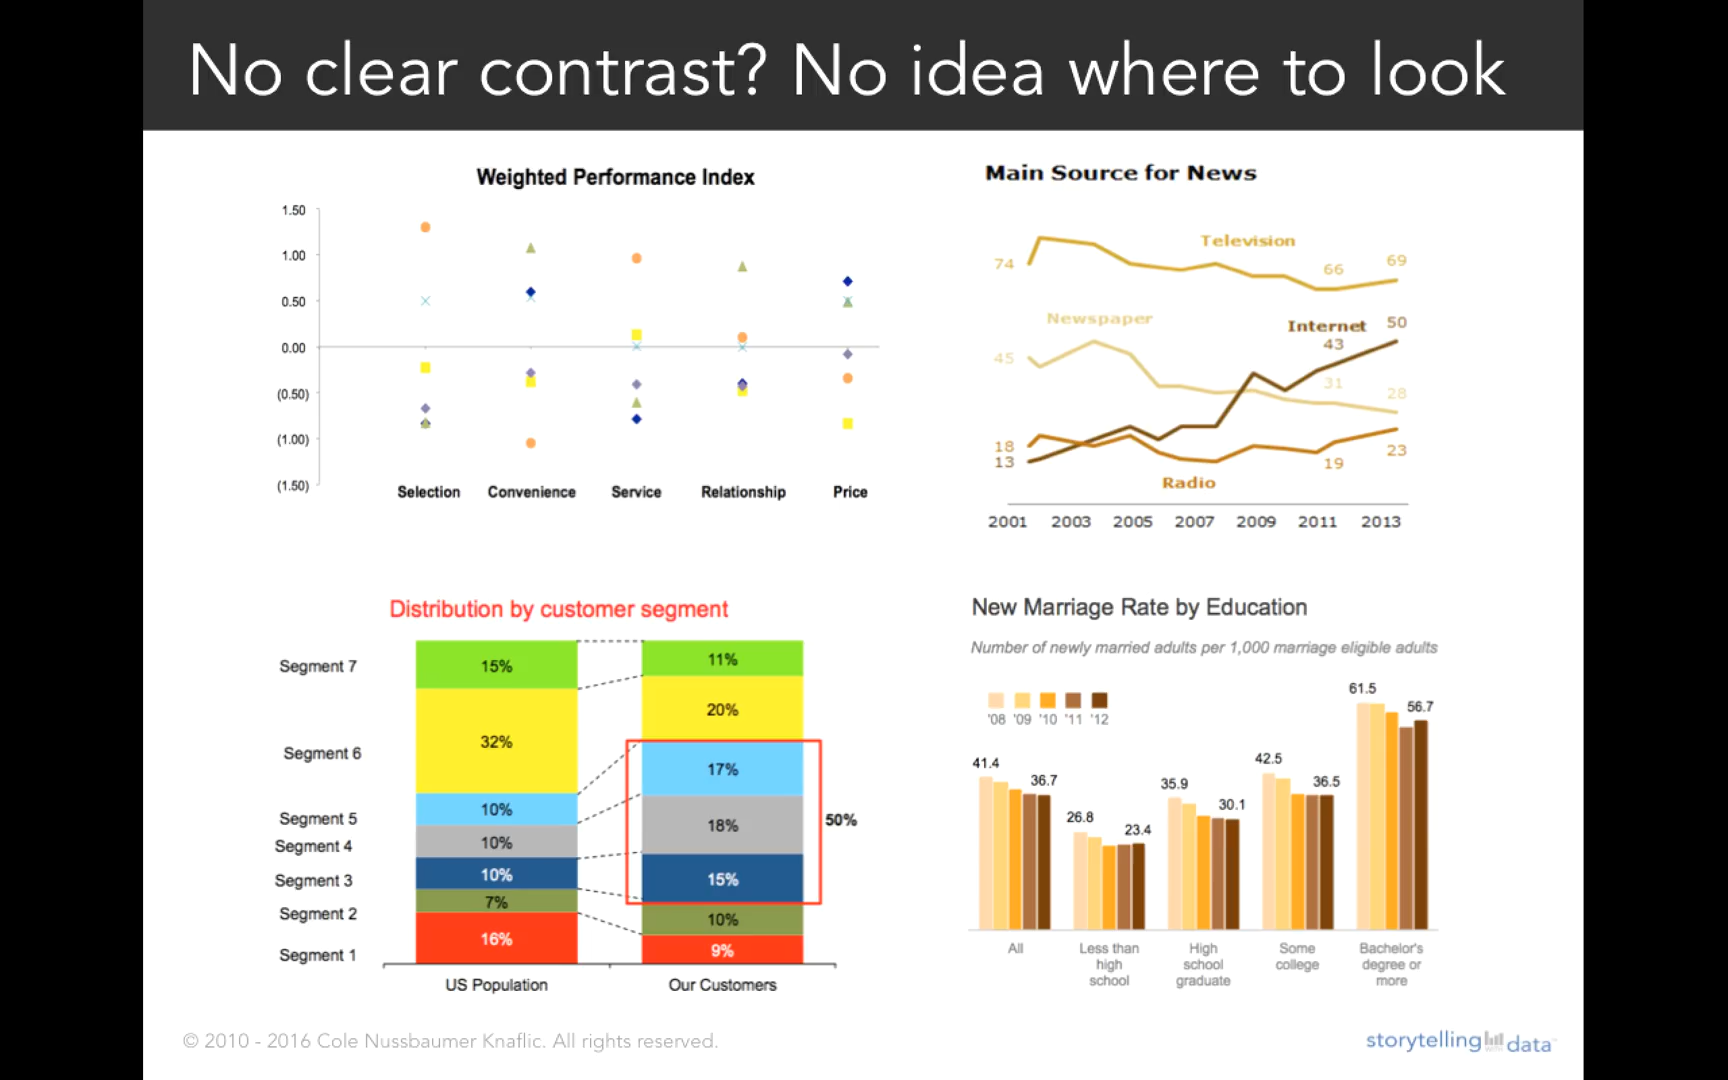 No clear contrast? No idea where to look
Weighted Performance Index
1.50
1.00
0.50
0.00
(0.50)
(1.00)
(1.50)
Selection Convenience Service Relationship Price
Main Source for News
Television
74 66 69
Newspaper
Internet 50
45 43
31 28
18
13 19 23
Radio
2001 2003 2005 2007 2009 2011 2013
Distribution by customer segment
Segment 7 15% 11%
Segment 6 32% 20%
Segment 5 10% 17%
Segment 4 10% 18% 50%
Segment 3 10% 15%
Segment 2 7% 10%
Segment 1 16% 9%
US Population Our Customers
New Marriage Rate by Education
Number of newly married adults per 1,000 marriage eligible adults
'08 '09 '10 '11 '12
41.4 36.7
26.8 23.4
35.9 30.1
42.5 36.5
61.5 56.7
All
Less than
high
school
High
school
graduate
Some
college
Bachelor's
degree or
more
© 2010 - 2016 Cole Nussbaumer Knaflic. All rights reserved.
storytelling with data